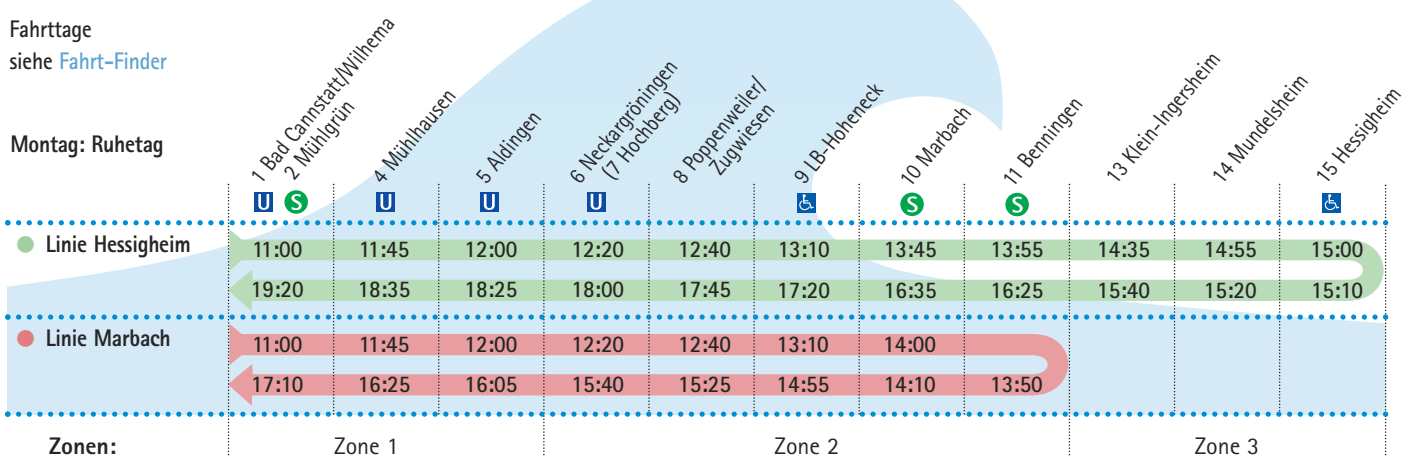 Fahrttage
siehe Fahrt-Finder
Montag: Ruhetag
1 Bad Cannstatt/Wilhema
2 Mühlgrün
4 Mühlhausen
5 Aldingen
6 Neckargröningen
(7 Hochberg)
8 Poppenweiler/
Zugwiesen
9 LB-Hoheneck
10 Marbach
11 Benningen
13 Klein-Ingersheim
14 Mundelsheim
15 Hessigheim
U S U U U S S
Linie Hessigheim 11:00 11:45 12:00 12:20 12:40 13:10 13:45 13:55 14:35 14:55 15:00
19:20 18:35 18:25 18:00 17:45 17:20 16:35 16:25 15:40 15:20 15:10
Linie Marbach 11:00 11:45 12:00 12:20 12:40 13:10 14:00
17:10 16:25 16:05 15:40 15:25 14:55 14:10 13:50
Zonen: Zone 1 Zone 2 Zone 3